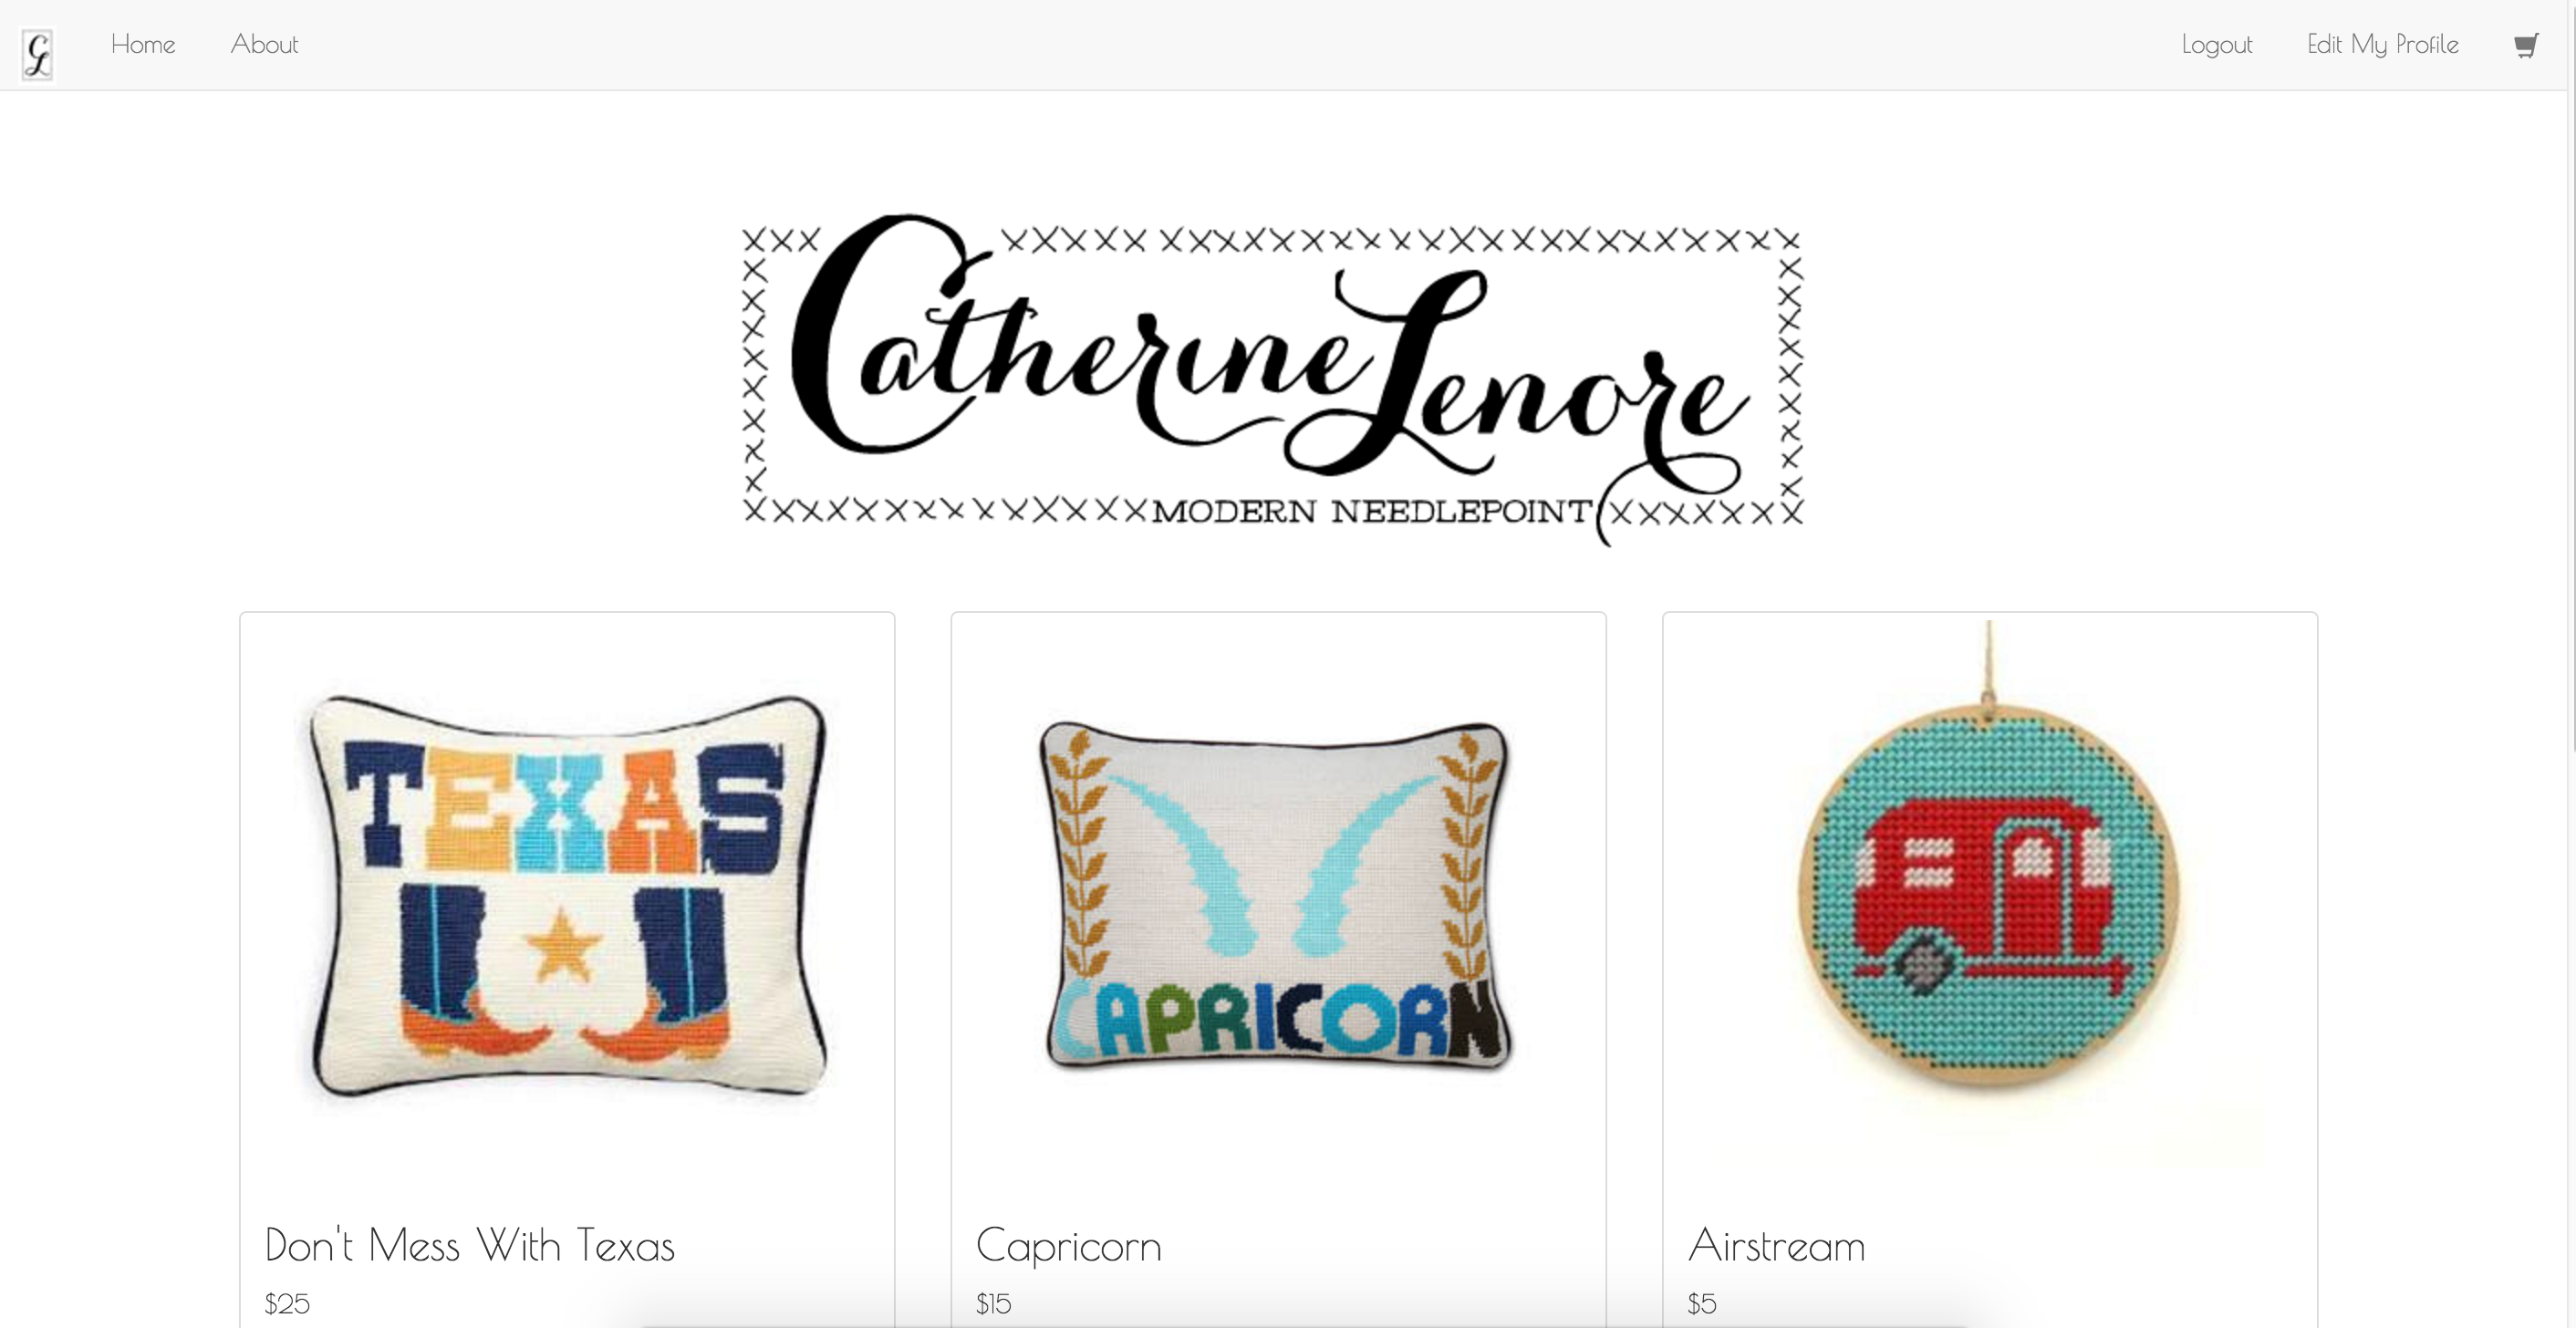 CL
Home About Logout Edit My Profile
Catherine Lenore
MODERN NEEDLEPOINT
TEXAS
CAPRICORN
Don't Mess With Texas
$25
Capricorn
$15
Airstream
$5